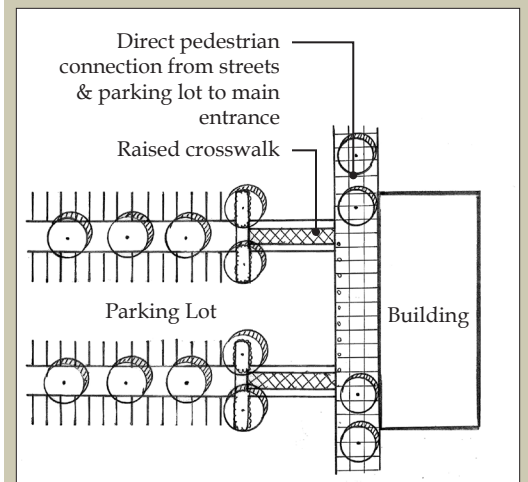 Direct pedestrian
connection from streets
& parking lot to main
entrance
Raised crosswalk
Parking Lot
Building